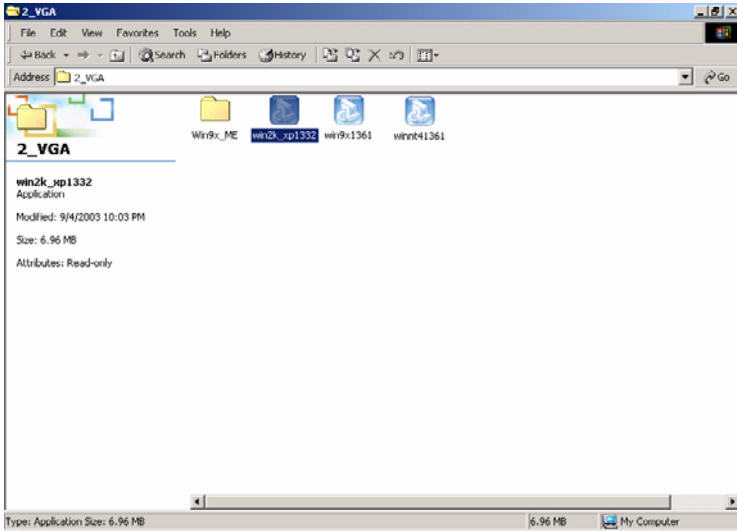 2_VGA
File Edit View Favorites Tools Help
Back Search Folders History
Address 2_VGA Go
Win9x_ME win2k_xp1332 win9x1361 winnt41361
2_VGA
win2k_xp1332
Application
Modified: 9/4/2003 10:03 PM
Size: 6.96 MB
Attributes: Read-only
Type: Application Size: 6.96 MB 6.96 MB My Computer